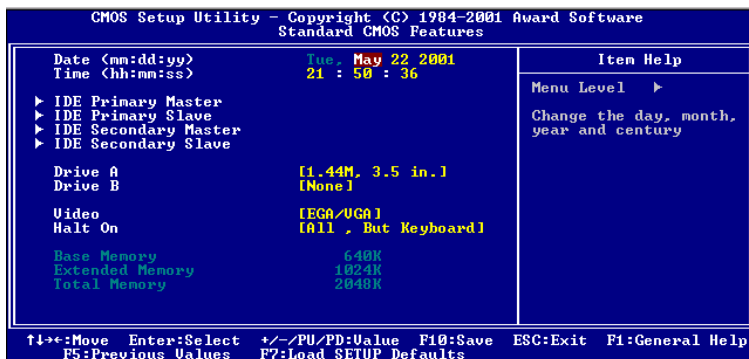 CMOS Setup Utility - Copyright (C) 1984-2001 Award Software
Standard CMOS Features
Date (mm:dd:yy) Tue, May 22 2001
Time (hh:mm:ss) 21 : 50 : 36
IDE Primary Master
IDE Primary Slave
IDE Secondary Master
IDE Secondary Slave
Drive A [1.44M, 3.5 in.]
Drive B [None]
Video [EGA/VGA]
Halt On [All , But Keyboard]
Base Memory 640K
Extended Memory 1024K
Total Memory 2048K
Item Help
Menu Level ▶
Change the day, month,
year and century
↑↓→←:Move Enter:Select +/-/PU/PD:Value F10:Save ESC:Exit F1:General Help
F5:Previous Values F7:Load SETUP Defaults